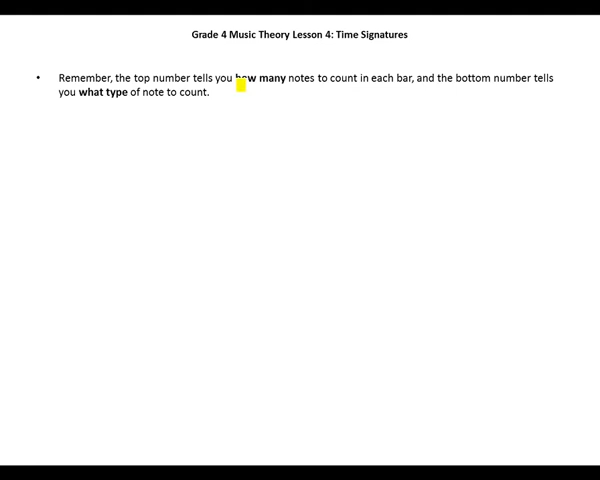 Grade 4 Music Theory Lesson 4: Time Signatures
• Remember, the top number tells you how many notes to count in each bar, and the bottom number tells
you what type of note to count.